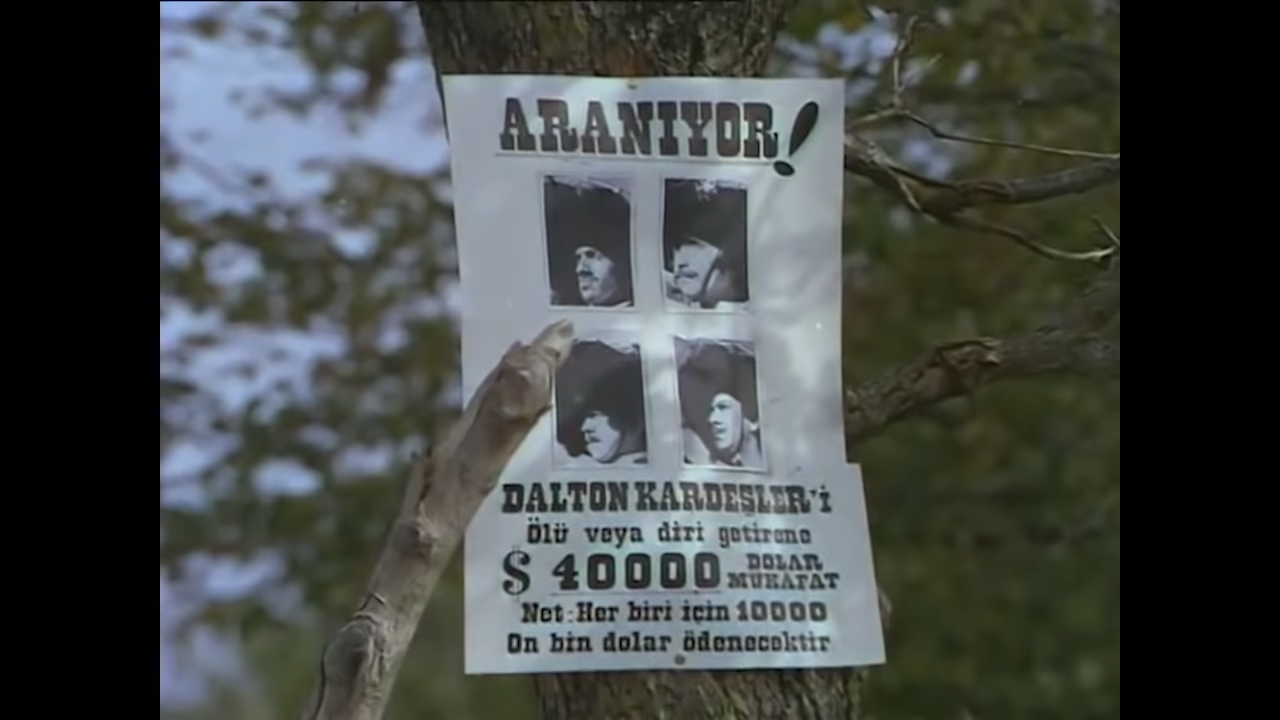 ARANIYOR!
DALTON KARDEŞLER'i
Ölü veya diri getirene
$ 40000 DOLAR MUKAFAT
Net: Her biri için 10000
On bin dolar ödenecektir